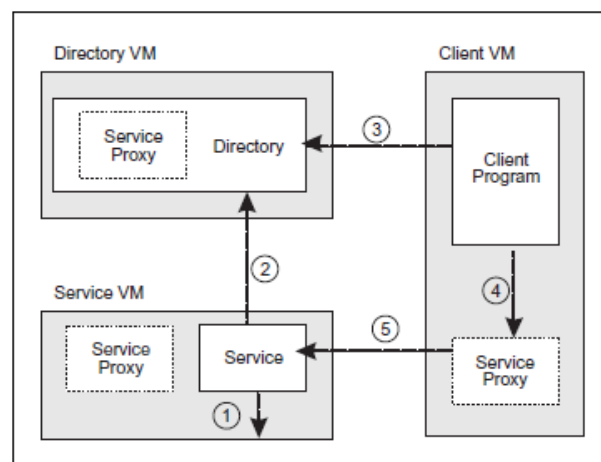 Directory VM
Client VM
Service
Proxy
Directory
3
Client
Program
2
Service VM
4
Service
Proxy
Service
5
Service
Proxy
1